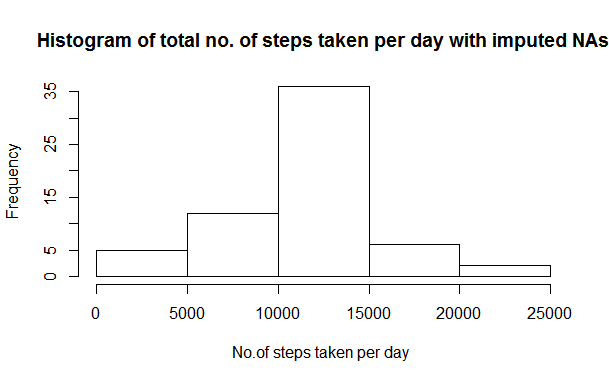 Histogram of total no. of steps taken per day with imputed NAs
Frequency
35
25
15
5
0
0 5000 10000 15000 20000 25000
No.of steps taken per day